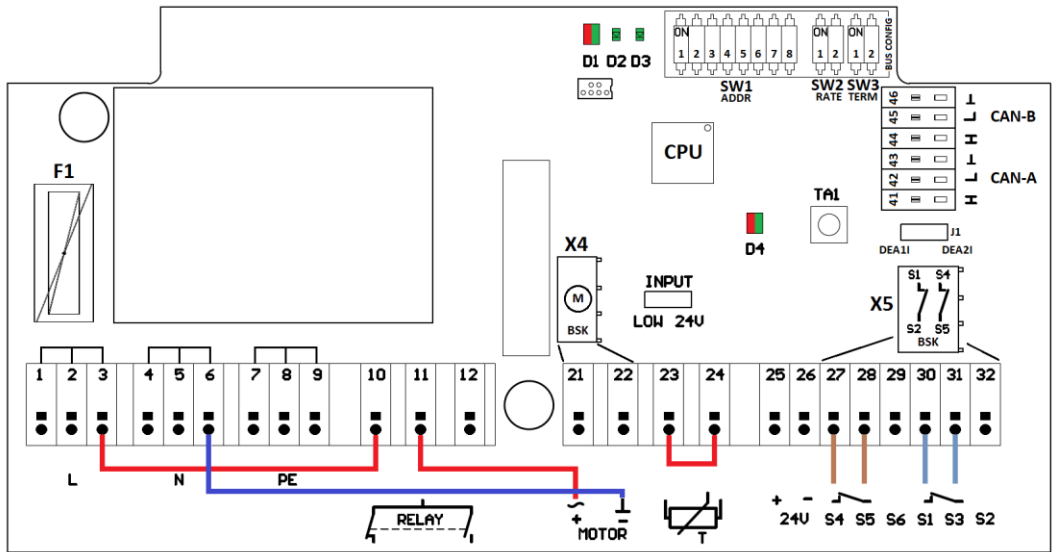 ON
1 2 3 4 5 6 7 8
SW1
ADDR
ON
1 2
SW2
RATE
ON
1 2
SW3
TERM
BUS CONFIG
D1 D2 D3
46 ⊥
45 L
44 H
CAN-B
43 ⊥
42 L
41 H
CAN-A
CPU
TA1
D4
F1
J1
DEA1I DEA2I
X4
M
BSK
INPUT
LOW 24V
X5
S1 S4
S2 S5
BSK
1 2 3 4 5 6 7 8 9 10 11 12 21 22 23 24 25 26 27 28 29 30 31 32
L N PE
RELAY
~
+ -
MOTOR
T
+ -
24V S4 S5 S6 S1 S3 S2